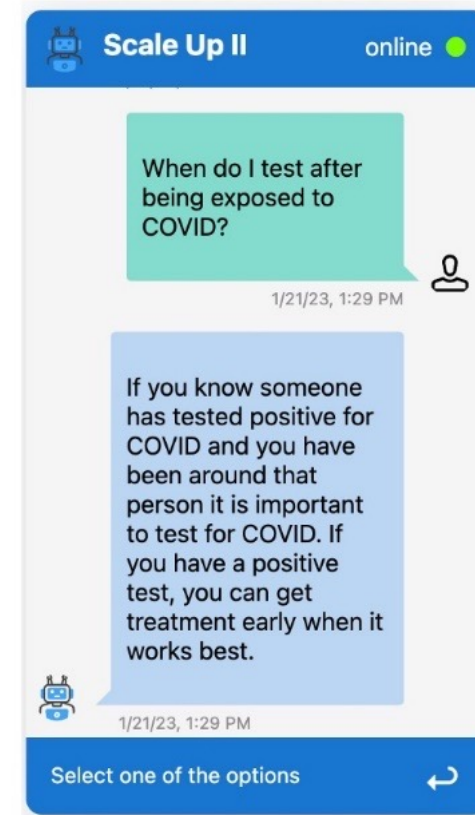 Scale Up II
online
When do I test after
being exposed to
COVID?
1/21/23, 1:29 PM
If you know someone
has tested positive for
COVID and you have
been around that
person it is important
to test for COVID. If
you have a positive
test, you can get
treatment early when it
works best.
1/21/23, 1:29 PM
Select one of the options